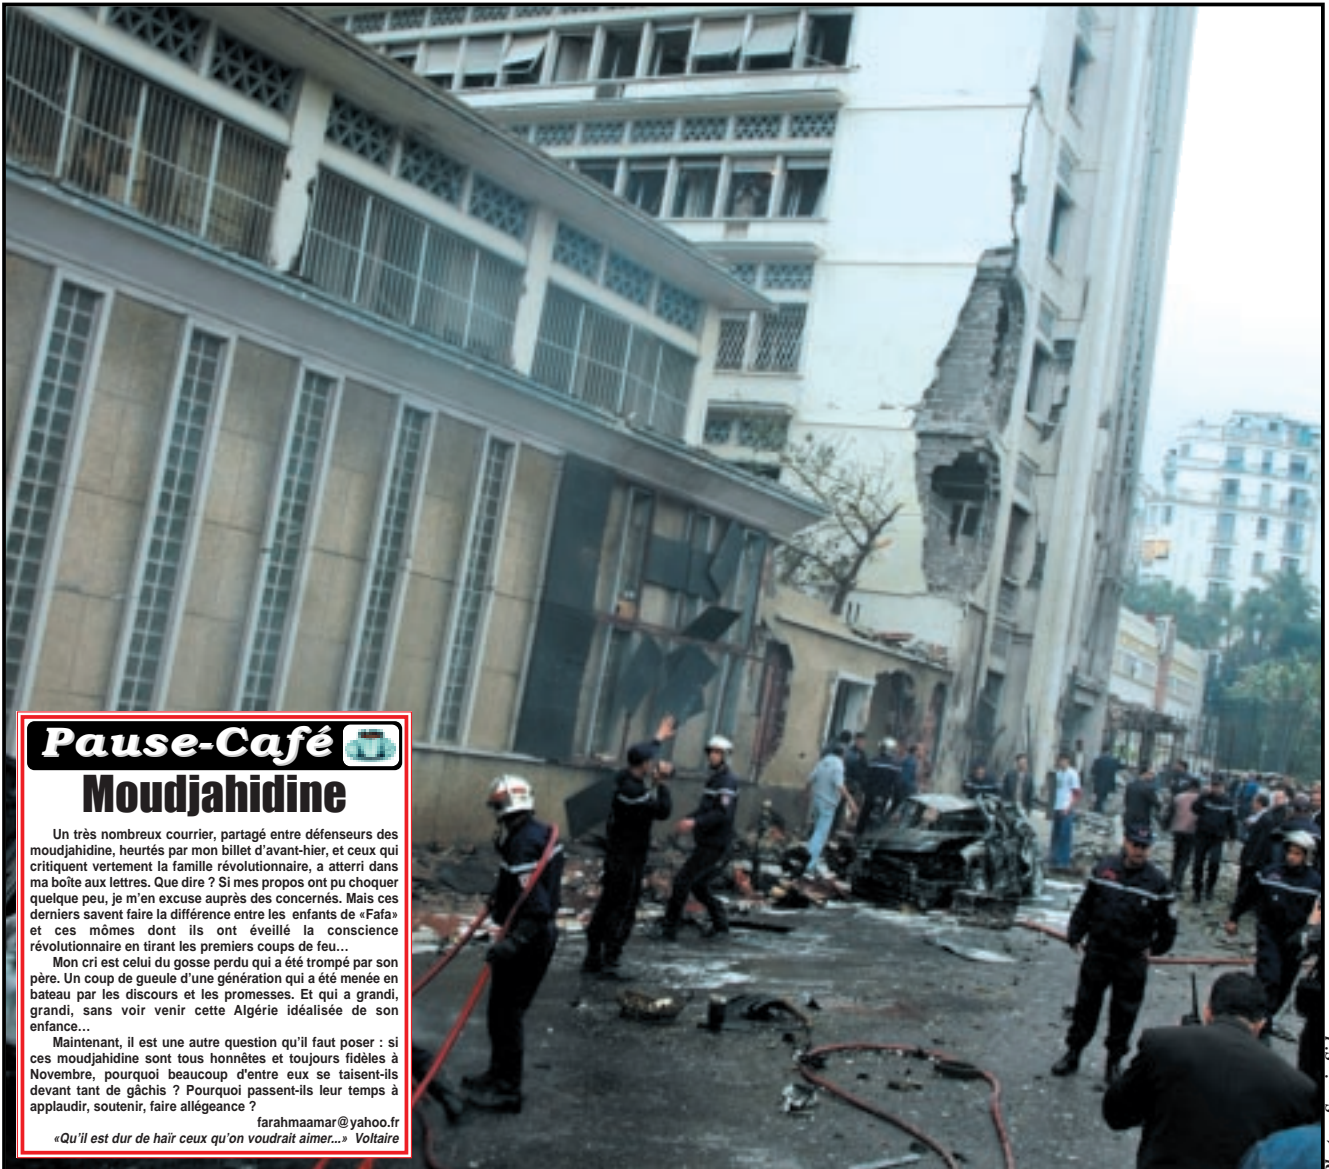 Pause-Café
Moudjahidine
Un très nombreux courrier, partagé entre défenseurs des
moudjahidine, heurtés par mon billet d’avant-hier, et ceux qui
critiquent vertement la famille révolutionnaire, a atterri dans
ma boîte aux lettres. Que dire ? Si mes propos ont pu choquer
quelque peu, je m’en excuse auprès des concernés. Mais ces
derniers savent faire la différence entre les enfants de «Fafa»
et ces mômes dont ils ont éveillé la conscience
révolutionnaire en tirant les premiers coups de feu…
Mon cri est celui du gosse perdu qui a été trompé par son
père. Un coup de gueule d’une génération qui a été menée en
bateau par les discours et les promesses. Et qui a grandi,
grandi, sans voir venir cette Algérie idéalisée de son
enfance…
Maintenant, il est une autre question qu’il faut poser : si
ces moudjahidine sont tous honnêtes et toujours fidèles à
Novembre, pourquoi beaucoup d'entre eux se taisent-ils
devant tant de gâchis ? Pourquoi passent-ils leur temps à
applaudir, soutenir, faire allégeance ?
farahmaamar@yahoo.fr
«Qu’il est dur de haïr ceux qu’on voudrait aimer...» Voltaire